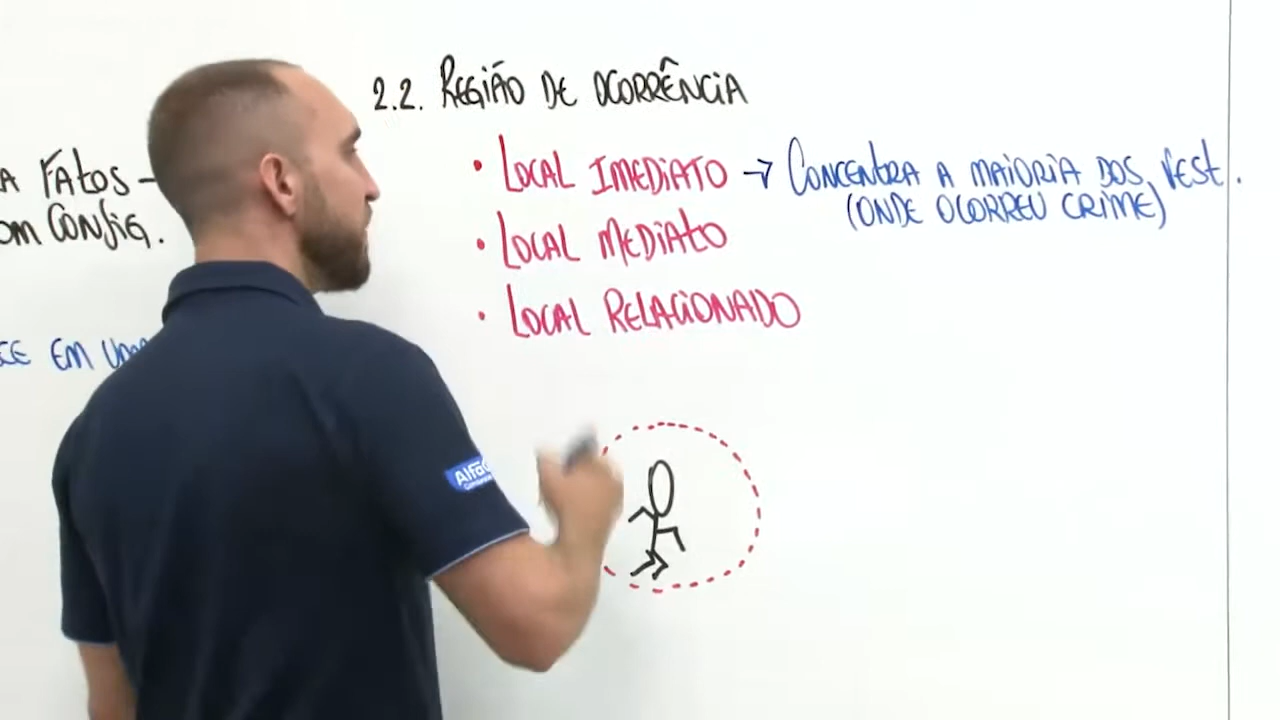 2.2. REGIÃO DE OCORRÊNCIA
• LOCAL IMEDIATO → CONCENTRA A MAIORIA DOS VEST.
(ONDE OCORREU CRIME)
• LOCAL MEDIATO
• LOCAL RELACIONADO
A FATOS -
OM CONFIG.
EM
Alfa